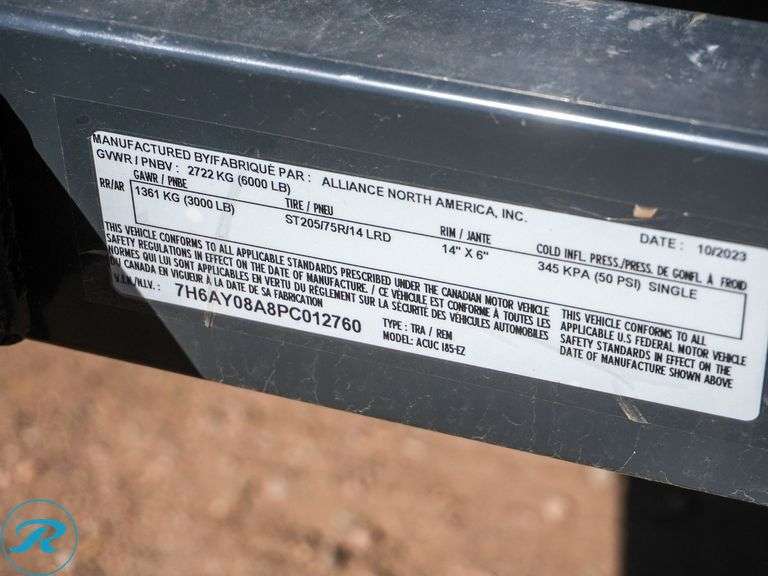 MANUFACTURED BY/FABRIQUÉ PAR : ALLIANCE NORTH AMERICA, INC. DATE : 10/2023
GVWR / PNBV : 2722 KG (6000 LB)
GAWR / PNBE TIRE / PNEU RIM / JANTE COLD INFL. PRESS./PRESS. DE GONFL À FROID
RR/AR 1361 KG (3000 LB) ST205/75R/14 LRD 14" X 6" 345 KPA (50 PSI) SINGLE
THIS VEHICLE CONFORMS TO ALL APPLICABLE STANDARDS PRESCRIBED UNDER THE CANADIAN MOTOR VEHICLE
SAFETY REGULATIONS IN EFFECT ON THE DATE OF MANUFACTURE / CE VÉHICULE EST CONFORME À TOUTES LES
NORMES QUI LUI SONT APPLICABLES EN VERTU DU RÈGLEMENT SUR LA SÉCURITÉ DES VÉHICULES AUTOMOBILES
DU CANADA EN VIGUEUR À LA DATE DE SA FABRICATION
THIS VEHICLE CONFORMS TO ALL
APPLICABLE U.S FEDERAL MOTOR VEHICLE
SAFETY STANDARDS IN EFFECT ON THE
DATE OF MANUFACTURE SHOWN ABOVE
V.I.N./N.I.V. : 7H6AY08A8PC012760
TYPE : TRA / REM
MODEL: ACUC 185-EZ
R